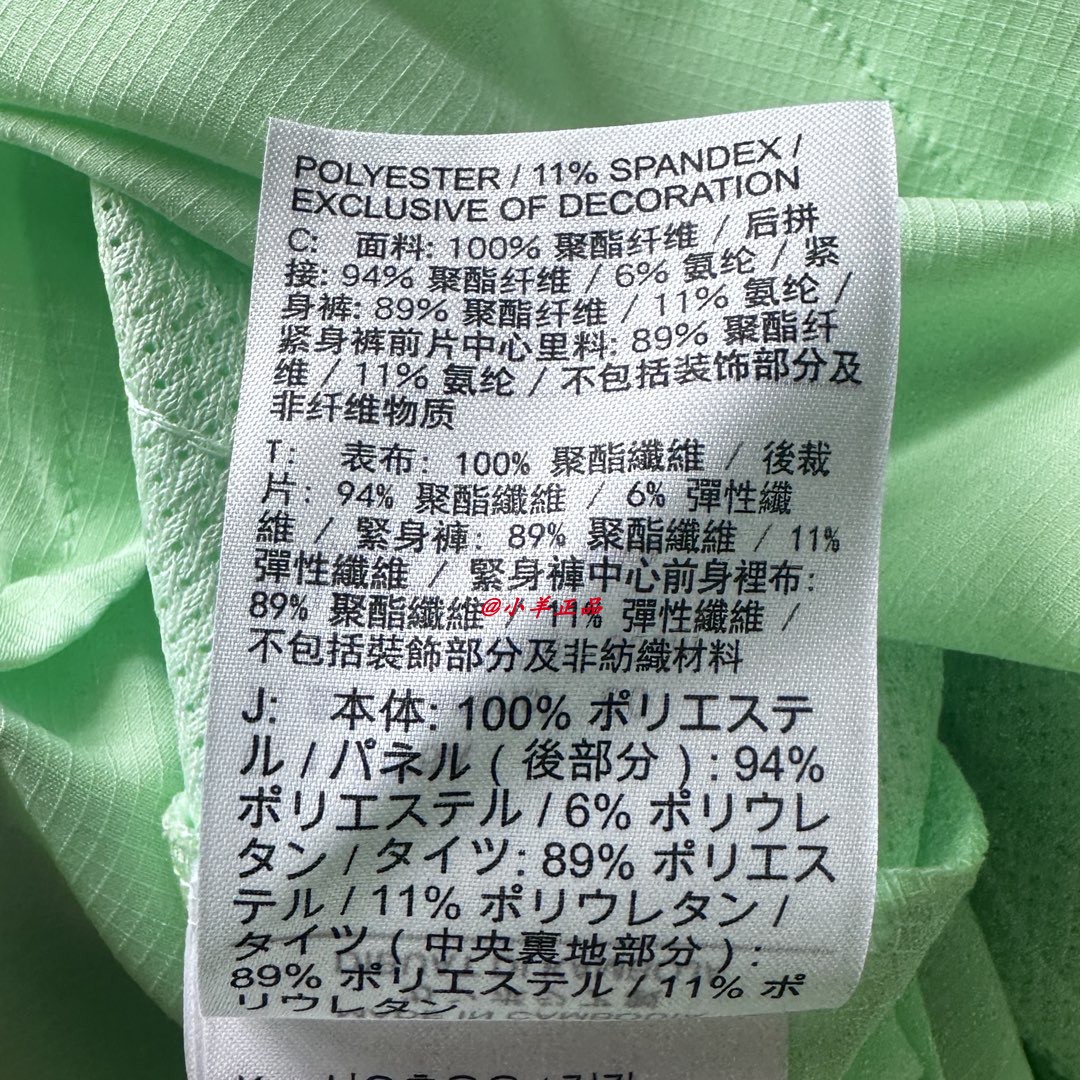 POLYESTER / 11% SPANDEX /
EXCLUSIVE OF DECORATION
C: 面料: 100% 聚酯纤维 / 后拼
接: 94% 聚酯纤维 / 6% 氨纶 / 紧
身裤: 89% 聚酯纤维 / 11% 氨纶 /
紧身裤前片中心里料: 89% 聚酯纤
维 / 11% 氨纶 / 不包括装饰部分及
非纤维物质
T: 表布: 100% 聚酯纖維 / 後裁
片: 94% 聚酯纖維 / 6% 彈性纖
維 / 緊身褲: 89% 聚酯纖維 / 11%
彈性纖維 / 緊身褲中心前身裡布:
89% 聚酯纖維 / 11% 彈性纖維 /
@小羊正品
不包括裝飾部分及非紡織材料
J: 本体: 100% ポリエステ
ル / パネル ( 後部分 ) : 94%
ポリエステル / 6% ポリウレ
タン / タイツ: 89% ポリエス
テル / 11% ポリウレタン /
タイツ ( 中央裏地部分 ) :
89% ポリエステル / 11% ポ
リウレタン